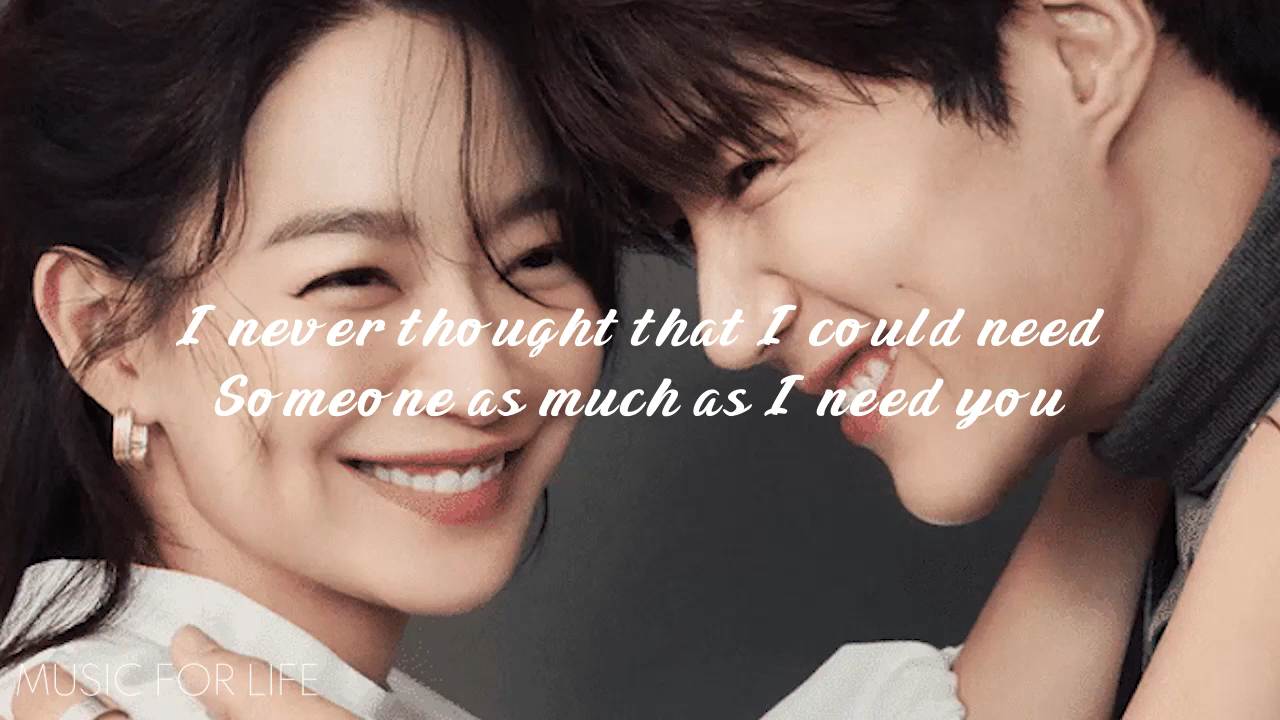 I never thought that I could need
Someone as much as I need you
MUSIC FOR LIFE